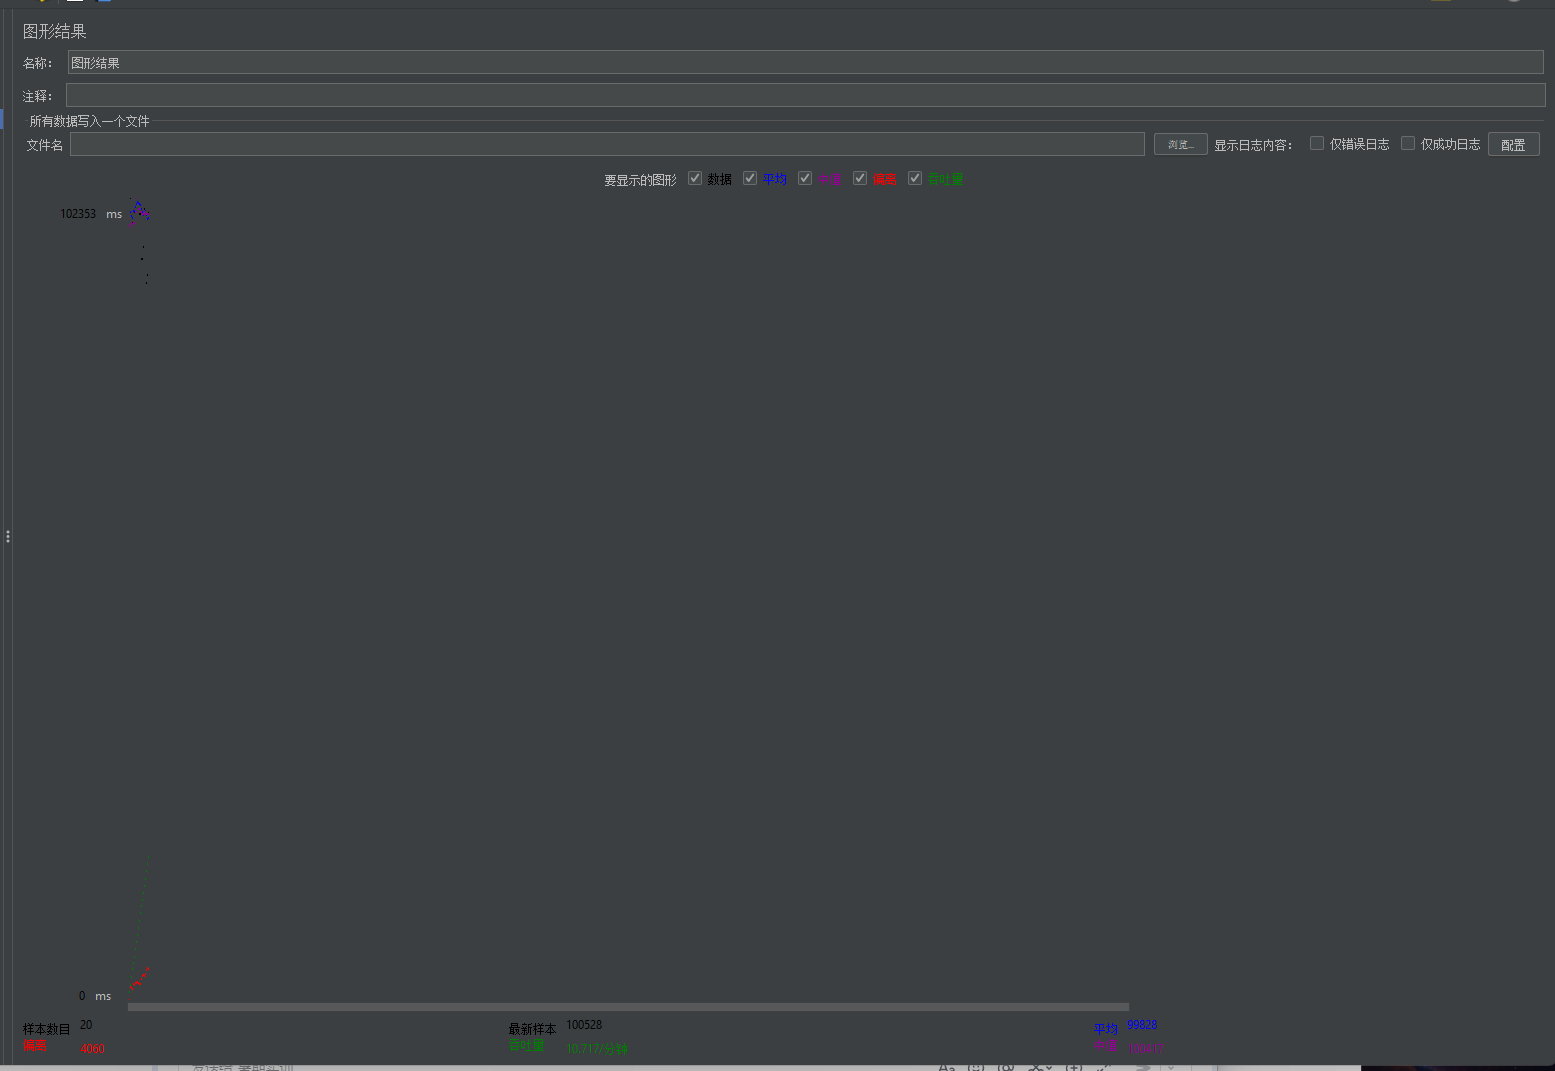 图形结果
名称： 图形结果
注释：
所有数据写入一个文件
文件名 浏览... 显示日志内容： 仅错误日志 仅成功日志 配置
要显示的图形 数据 平均 中值 偏离 吞吐量
102353 ms
0 ms
样本数目 20 最新样本 100528 平均 99828
偏离 4060 吞吐量 10.717/分钟 中值 100417